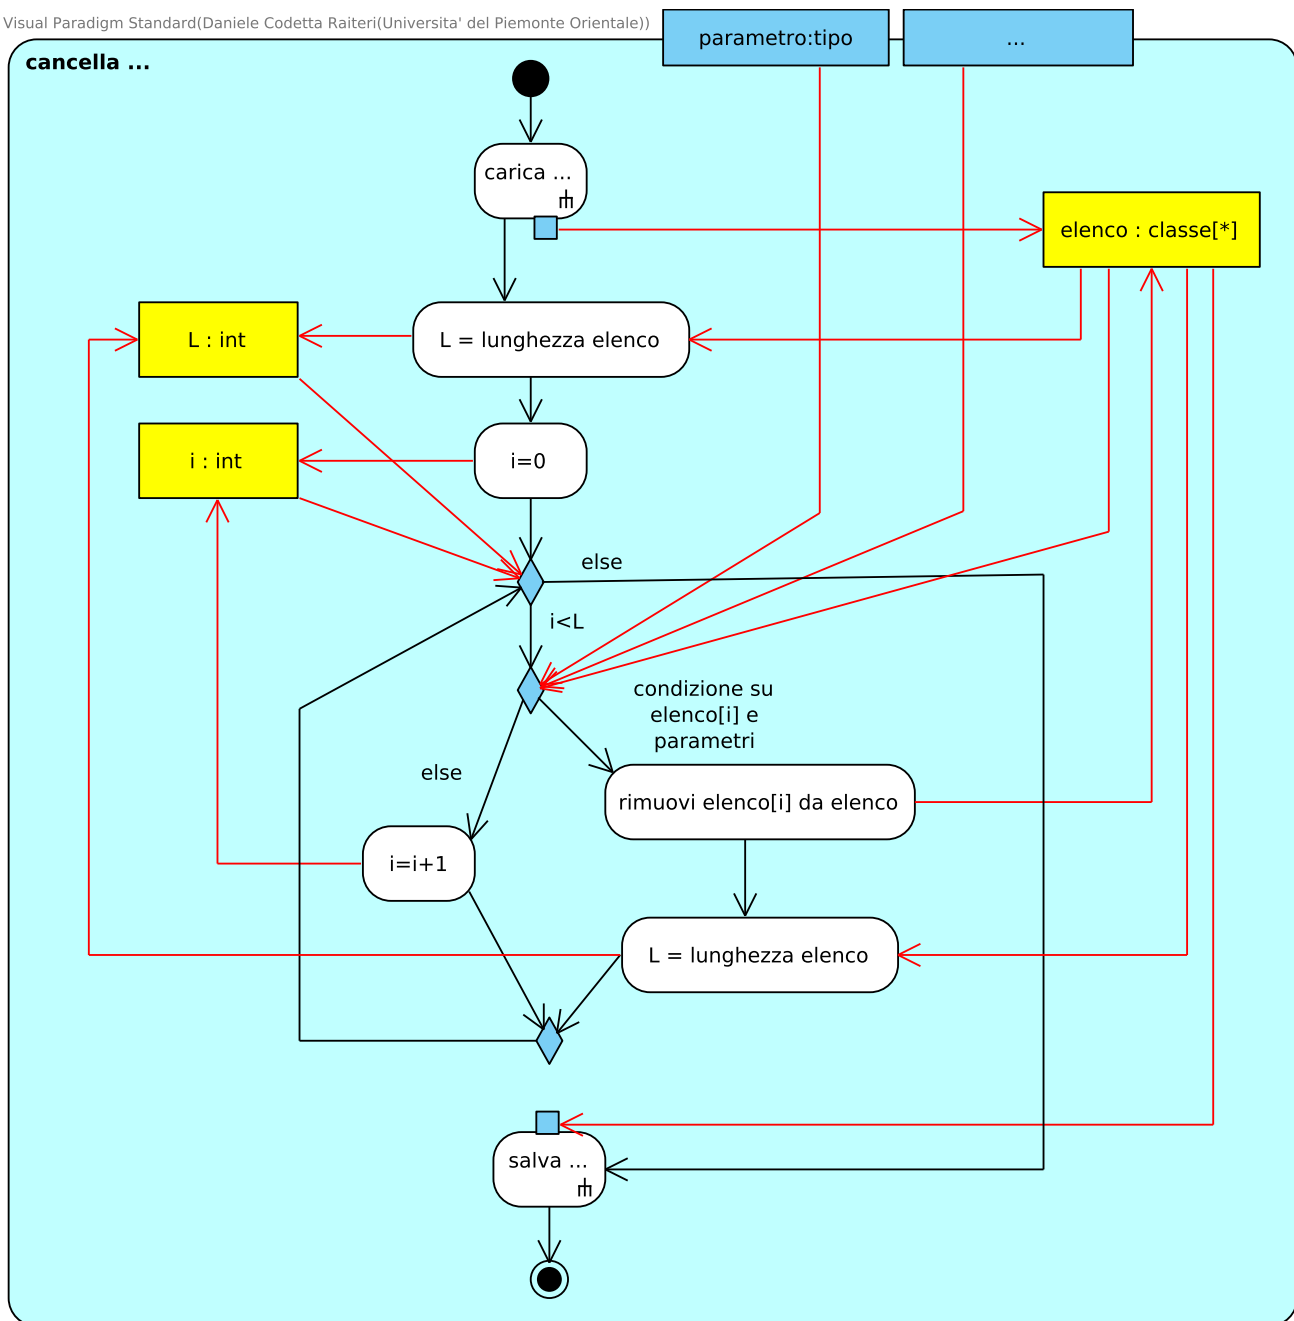 Visual Paradigm Standard(Daniele Codetta Raiteri(Universita' del Piemonte Orientale))
parametro:tipo
...
cancella ...
carica ...
elenco : classe[*]
L : int
L = lunghezza elenco
i : int
i=0
else
i<L
condizione su
elenco[i] e
parametri
else
rimuovi elenco[i] da elenco
i=i+1
L = lunghezza elenco
salva ...